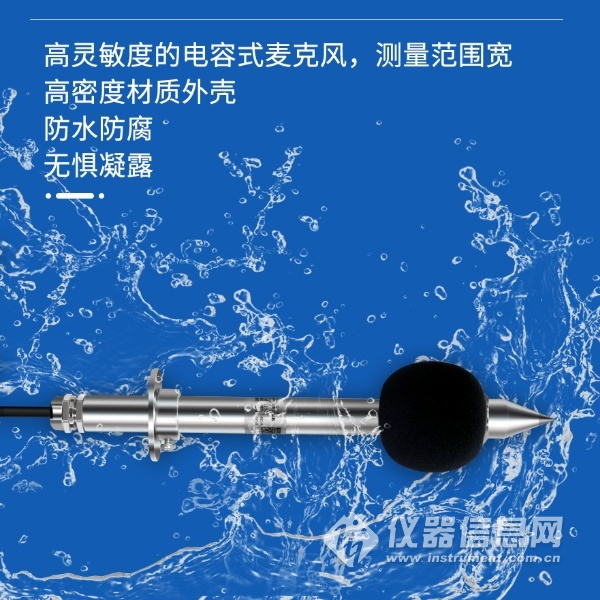 高灵敏度的电容式麦克风，测量范围宽
高密度材质外壳
防水防腐
无惧凝露
仪器信息网
www.instrument.com.cn